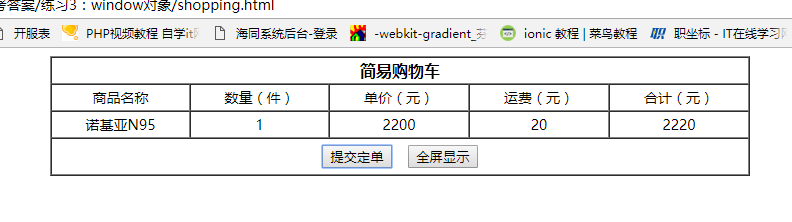 考答案/练习3：window对象/shopping.html
开服表 PHP视频教程 自学it网 海同系统后台-登录 -webkit-gradient_ ionic 教程 | 菜鸟教程 职坐标 - IT在线学习
简易购物车
商品名称 数量（件） 单价（元） 运费（元） 合计（元）
诺基亚N95 1 2200 20 2220
提交定单 全屏显示